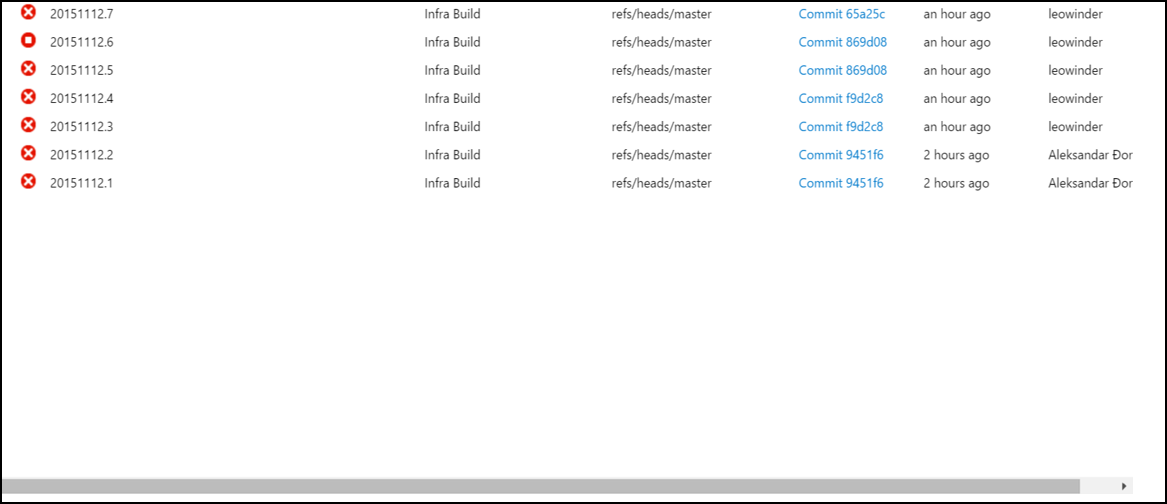 20151112.7 Infra Build refs/heads/master Commit 65a25c an hour ago leowinder
20151112.6 Infra Build refs/heads/master Commit 869d08 an hour ago leowinder
20151112.5 Infra Build refs/heads/master Commit 869d08 an hour ago leowinder
20151112.4 Infra Build refs/heads/master Commit f9d2c8 an hour ago leowinder
20151112.3 Infra Build refs/heads/master Commit f9d2c8 an hour ago leowinder
20151112.2 Infra Build refs/heads/master Commit 9451f6 2 hours ago Aleksandar Đor
20151112.1 Infra Build refs/heads/master Commit 9451f6 2 hours ago Aleksandar Đor